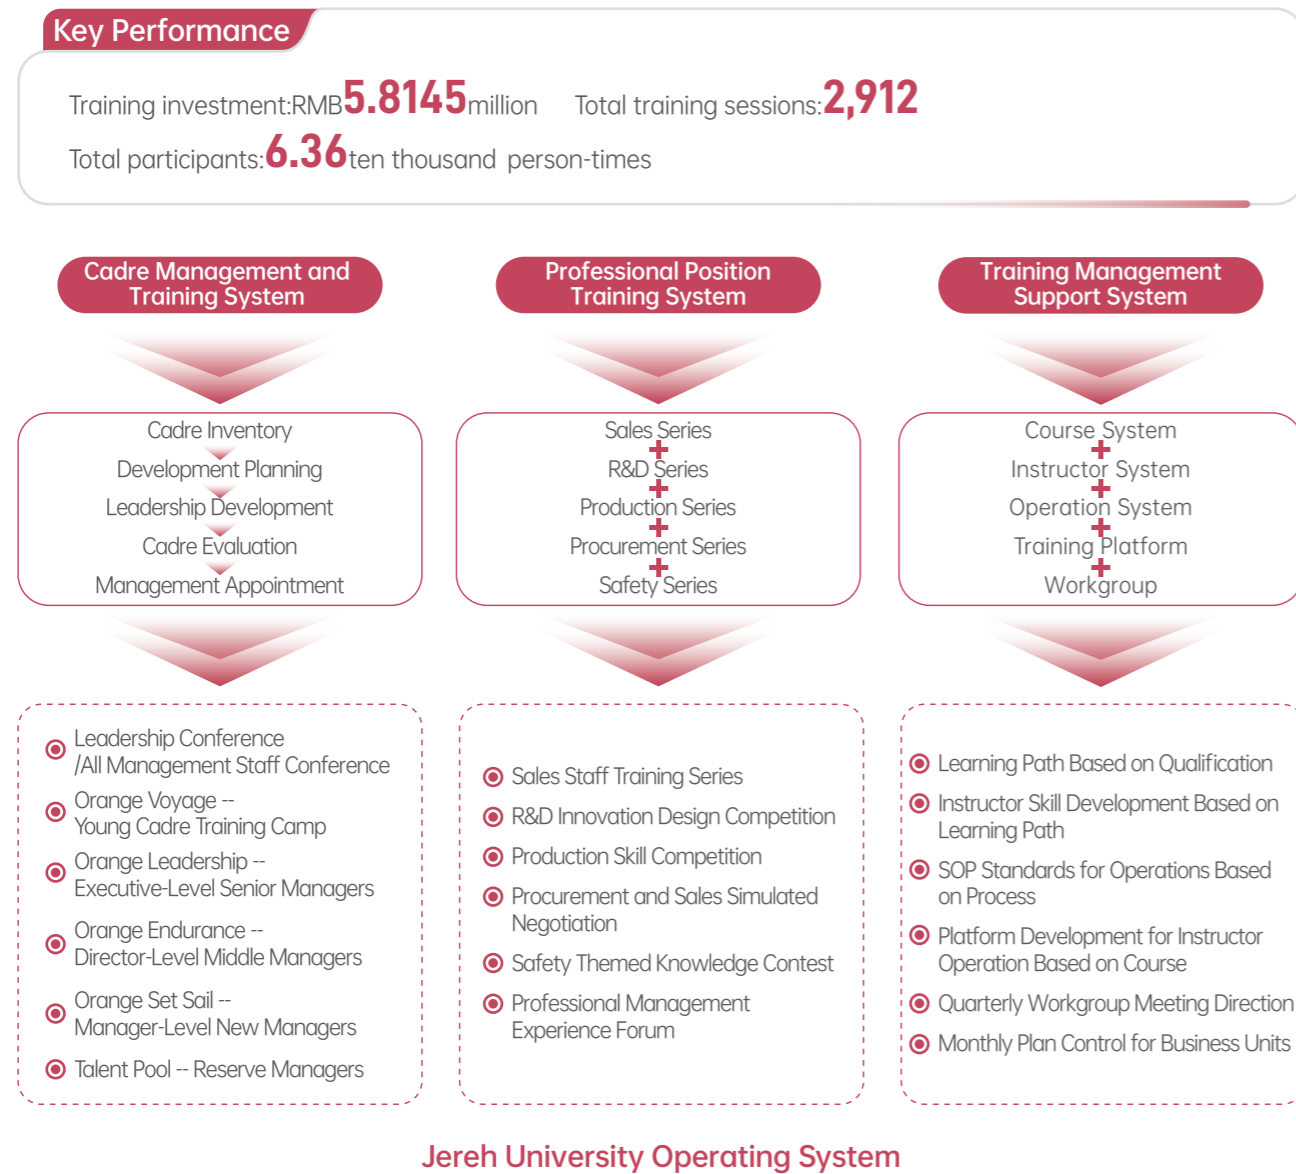 Key Performance
Training investment:RMB5.8145million Total training sessions:2,912
Total participants:6.36ten thousand person-times
Cadre Management and
Training System
Cadre Inventory
Development Planning
Leadership Development
Cadre Evaluation
Management Appointment
Leadership Conference
/All Management Staff Conference
Orange Voyage --
Young Cadre Training Camp
Orange Leadership --
Executive-Level Senior Managers
Orange Endurance --
Director-Level Middle Managers
Orange Set Sail --
Manager-Level New Managers
Talent Pool -- Reserve Managers
Professional Position
Training System
Sales Series
+
R&D Series
+
Production Series
+
Procurement Series
+
Safety Series
Sales Staff Training Series
R&D Innovation Design Competition
Production Skill Competition
Procurement and Sales Simulated
Negotiation
Safety Themed Knowledge Contest
Professional Management
Experience Forum
Training Management
Support System
Course System
+
Instructor System
+
Operation System
+
Training Platform
+
Workgroup
Learning Path Based on Qualification
Instructor Skill Development Based on
Learning Path
SOP Standards for Operations Based
on Process
Platform Development for Instructor
Operation Based on Course
Quarterly Workgroup Meeting Direction
Monthly Plan Control for Business Units
Jereh University Operating System